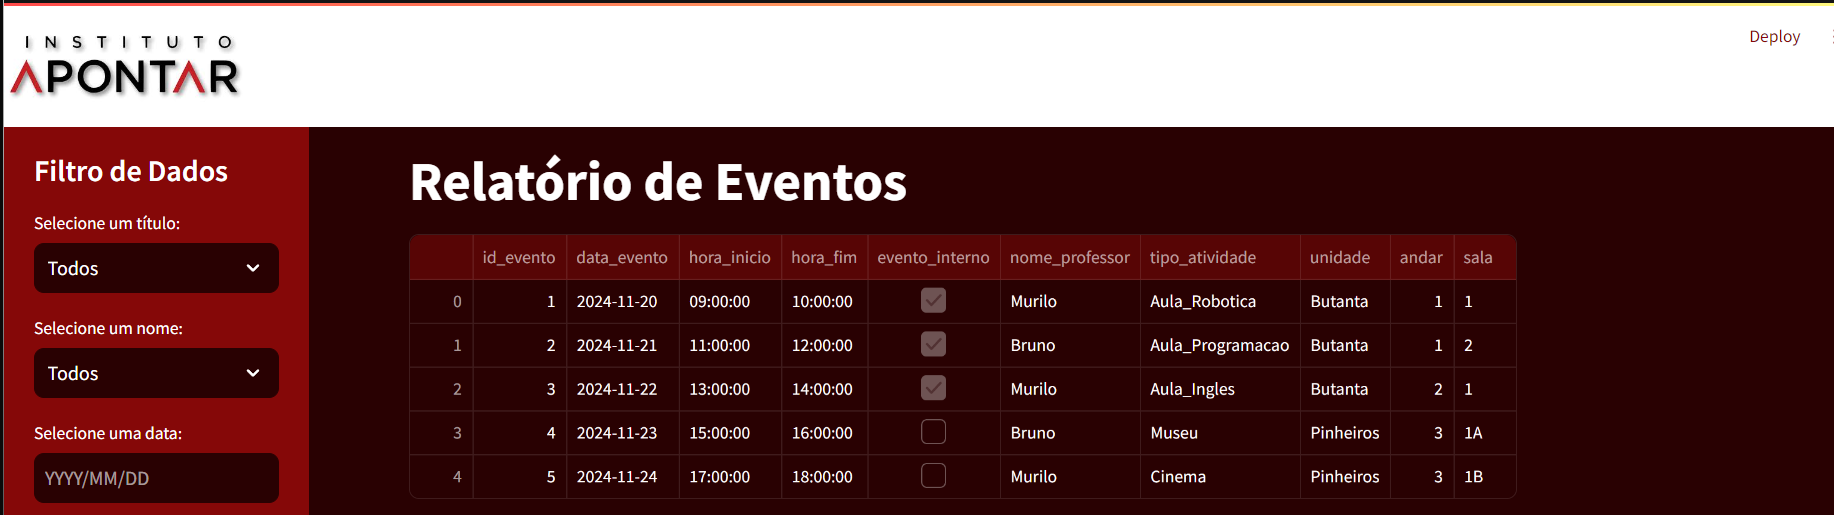 INSTITUTO
APONTAR
Deploy
Filtro de Dados
Selecione um título:
Todos
Selecione um nome:
Todos
Selecione uma data:
YYYY/MM/DD
Relatório de Eventos
id_evento data_evento hora_inicio hora_fim evento_interno nome_professor tipo_atividade unidade andar sala
0 1 2024-11-20 09:00:00 10:00:00 Murilo Aula_Robotica Butanta 1 1
1 2 2024-11-21 11:00:00 12:00:00 Bruno Aula_Programacao Butanta 1 2
2 3 2024-11-22 13:00:00 14:00:00 Murilo Aula_Ingles Butanta 2 1
3 4 2024-11-23 15:00:00 16:00:00 Bruno Museu Pinheiros 3 1A
4 5 2024-11-24 17:00:00 18:00:00 Murilo Cinema Pinheiros 3 1B